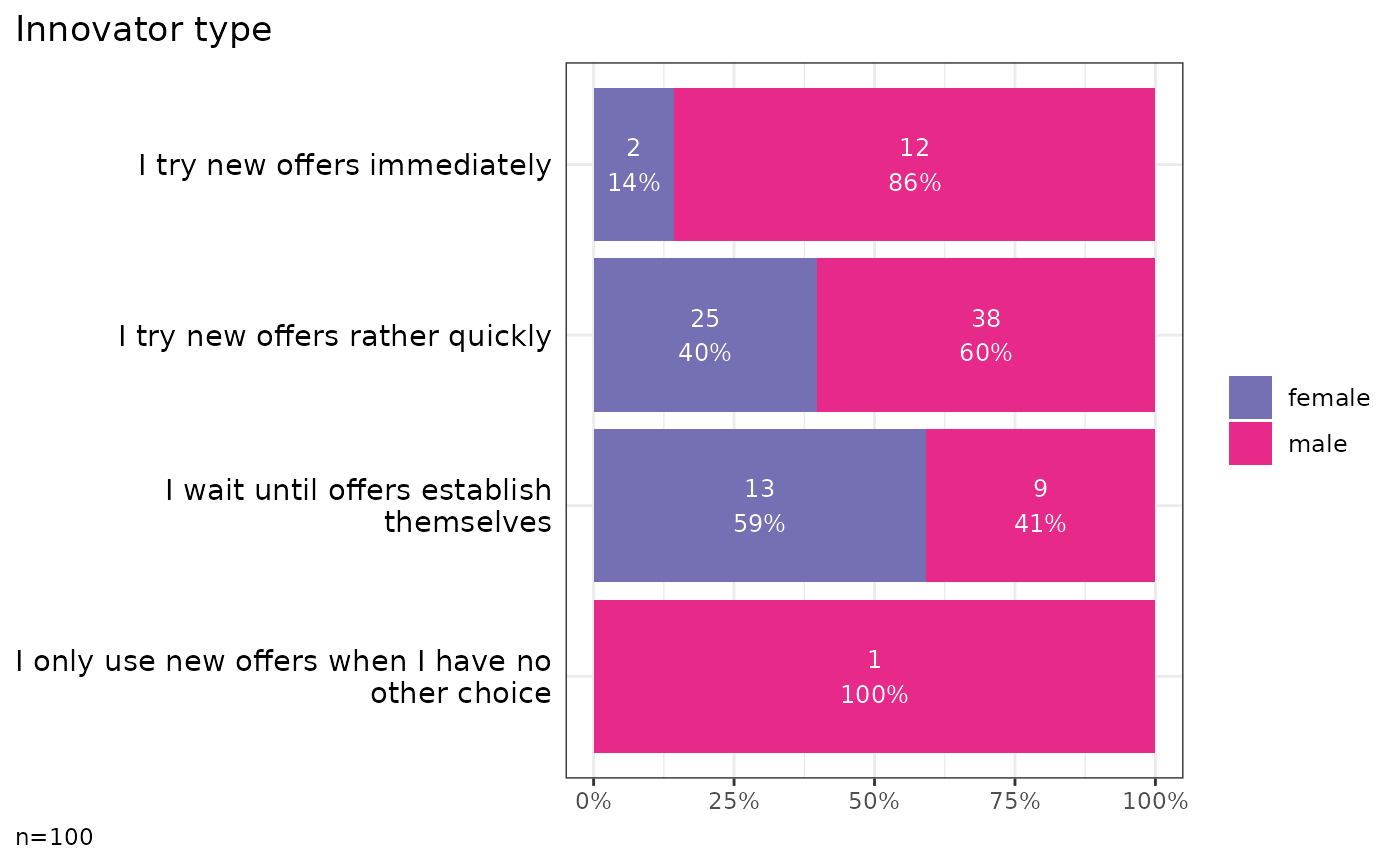 Innovator type
I try new offers immediately
2
12
14%
86%
I try new offers rather quickly
25
38
40%
60%
I wait until offers establish
themselves
13
9
59%
41%
I only use new offers when I have no
other choice
1
100%
female
male
0%
25%
50%
75%
100%
n=100